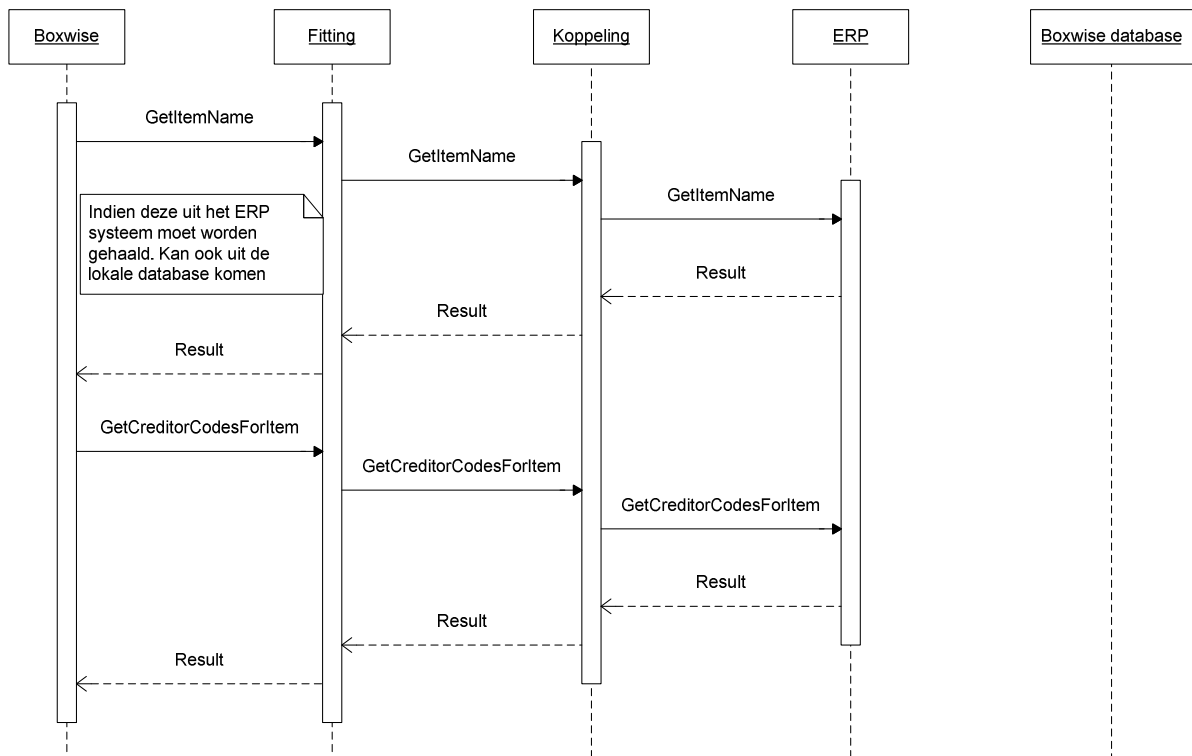 Boxwise
Fitting
Koppeling
ERP
Boxwise database
GetItemName
GetItemName
GetItemName
Indien deze uit het ERP
systeem moet worden
gehaald. Kan ook uit de
lokale database komen
Result
Result
Result
GetCreditorCodesForItem
GetCreditorCodesForItem
GetCreditorCodesForItem
Result
Result
Result